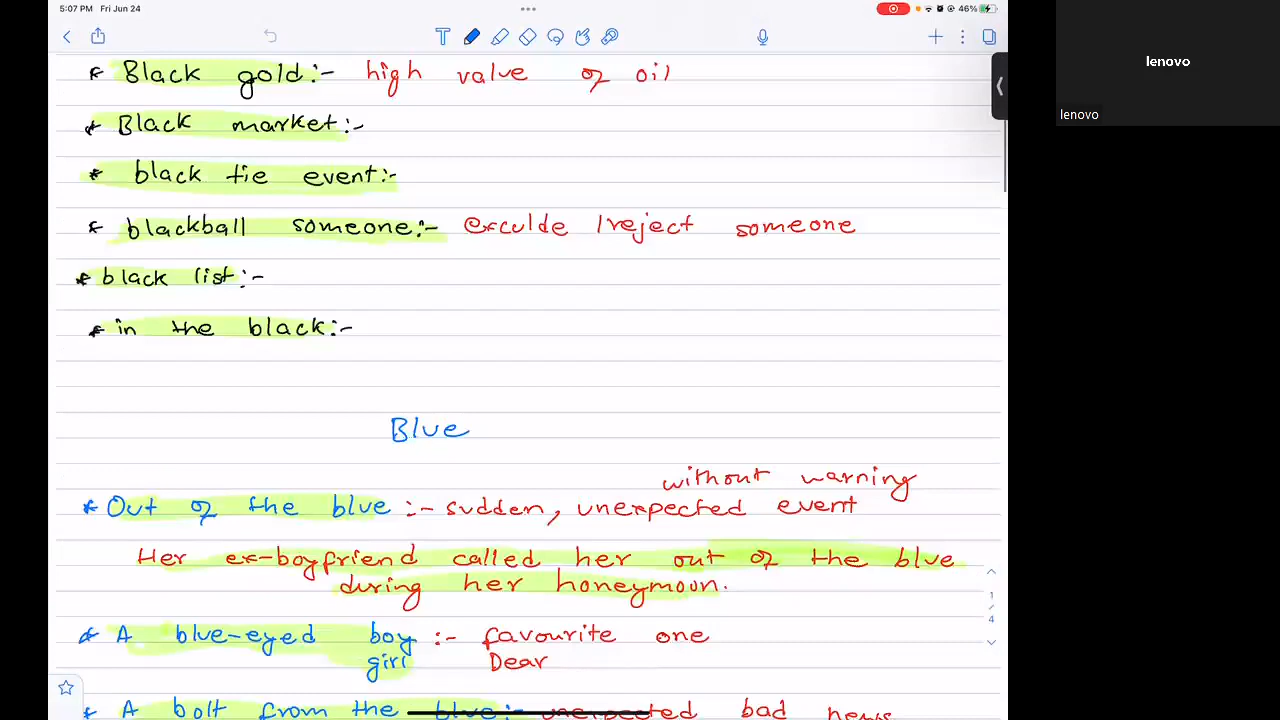 5:07 PM Fri Jun 24
46%
* Black gold:- high value of oil
* Black market:-
* black tie event:-
* blackball someone:- exculde / reject someone
* black list:-
* in the black:-
Blue
without warning
* Out of the blue :- sudden, unexpected event
Her ex-boyfriend called her out of the blue
during her honeymoon.
* A blue-eyed boy :- favourite one
girl Dear
* A bolt from the blue:- unexpected bad news
1
/
4
lenovo
lenovo